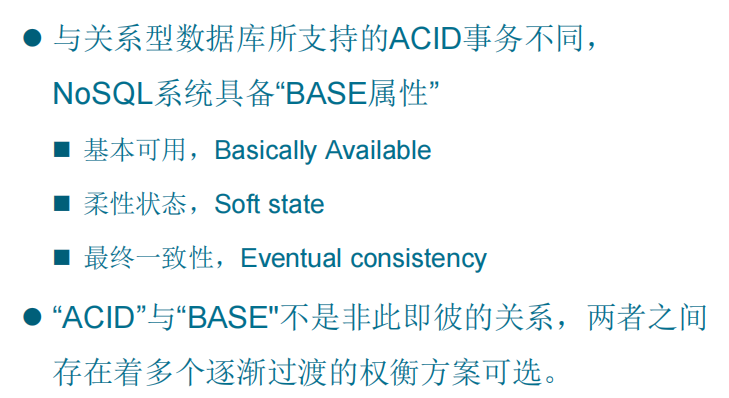 ● 与关系型数据库所支持的ACID事务不同，
NoSQL系统具备“BASE属性”
■ 基本可用，Basically Available
■ 柔性状态，Soft state
■ 最终一致性，Eventual consistency
● “ACID”与“BASE"不是非此即彼的关系，两者之间
存在着多个逐渐过渡的权衡方案可选。